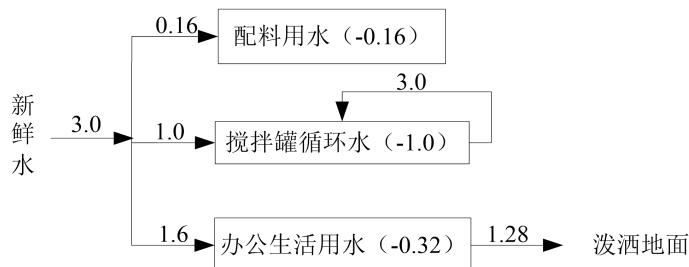 0.16
配料用水（-0.16）
3.0
新鲜水
3.0
1.0
搅拌罐循环水（-1.0）
1.6
办公生活用水（-0.32）
1.28
泼洒地面